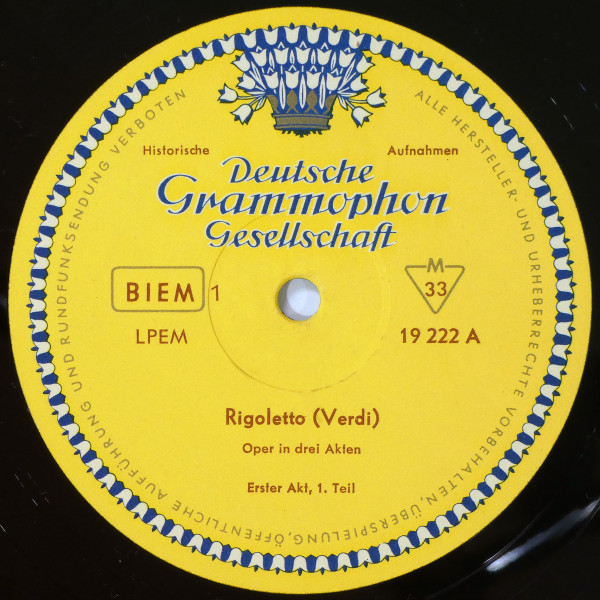 Historische Aufnahmen
Deutsche
Grammophon
Gesellschaft
BIEM 1
M
33
LPEM
19 222 A
Rigoletto (Verdi)
Oper in drei Akten
Erster Akt, 1. Teil
ALLE HERSTELLER- UND URHEBERRECHTE VORBEHALTEN, ÜBERSPIELUNG, ÖFFENTLICHE AUFFÜHRUNG UND RUNDFUNKSENDUNG VERBOTEN